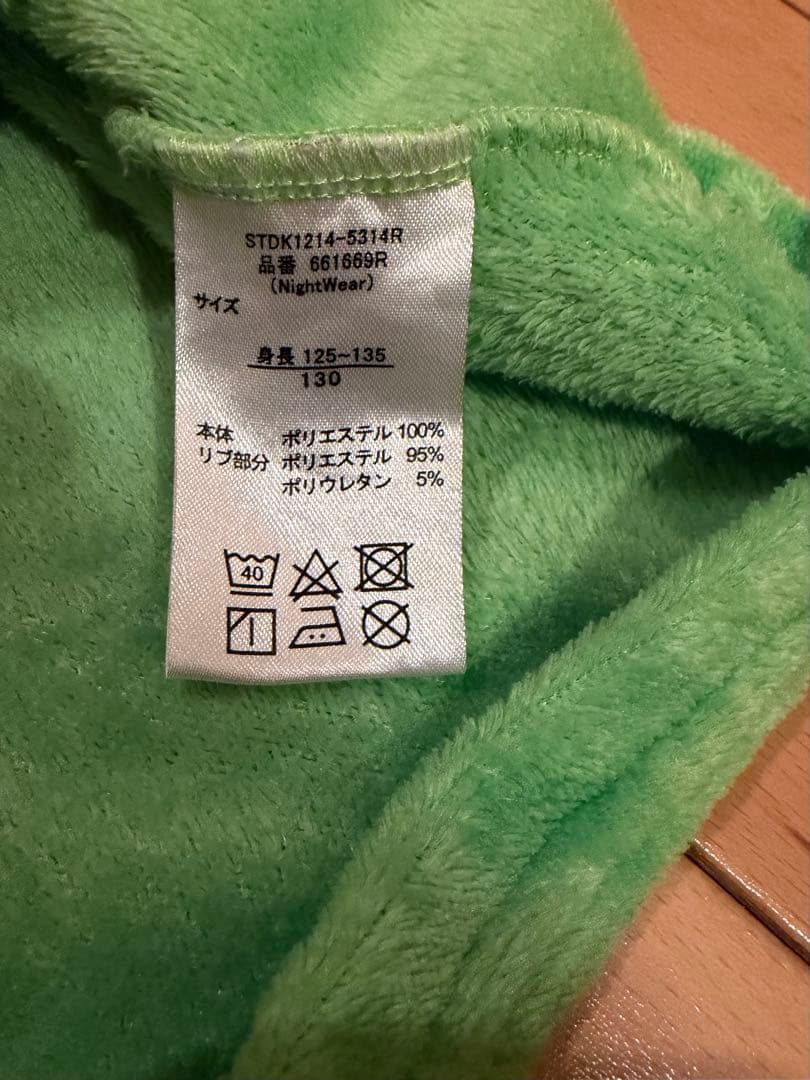 STDK1214-5314R
品番 661669R
(NightWear)
サイズ
身長 125~135
130
本体 ポリエステル 100%
リブ部分 ポリエステル 95%
ポリウレタン 5%
40